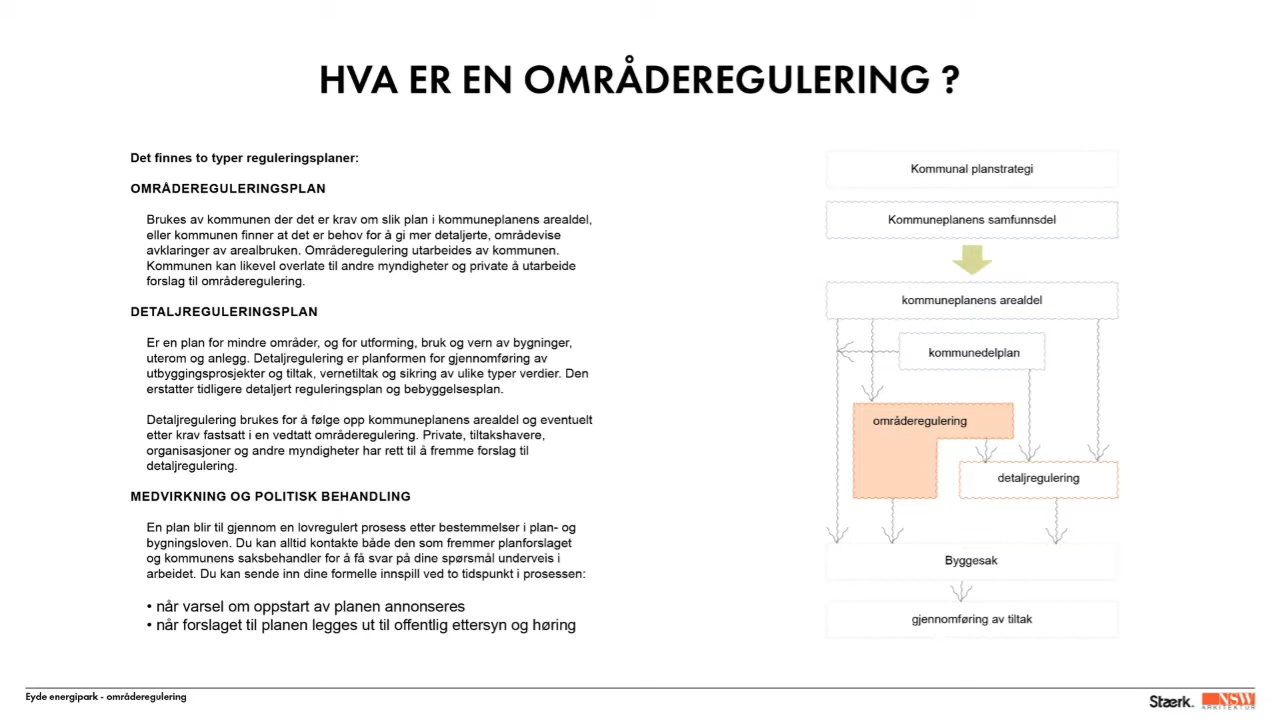 HVA ER EN OMRÅDEREGULERING ?
Det finnes to typer reguleringsplaner:
OMRÅDEREGULERINGSPLAN
Brukes av kommunen der det er krav om slik plan i kommuneplanens arealdel,
eller kommunen finner at det er behov for å gi mer detaljerte, områdevise
avklaringer av arealbruken. Områderegulering utarbeides av kommunen.
Kommunen kan likevel overlate til andre myndigheter og private å utarbeide
forslag til områderegulering.
DETALJREGULERINGSPLAN
Er en plan for mindre områder, og for utforming, bruk og vern av bygninger,
uterom og anlegg. Detaljregulering er planformen for gjennomføring av
utbyggingsprosjekter og tiltak, vernetiltak og sikring av ulike typer verdier. Den
erstatter tidligere detaljert reguleringsplan og bebyggelsesplan.
Detaljregulering brukes for å følge opp kommuneplanens arealdel og eventuelt
etter krav fastsatt i en vedtatt områderegulering. Private, tiltakshavere,
organisasjoner og andre myndigheter har rett til å fremme forslag til
detaljregulering.
MEDVIRKNING OG POLITISK BEHANDLING
En plan blir til gjennom en lovregulert prosess etter bestemmelser i plan- og
bygningsloven. Du kan alltid kontakte både den som fremmer planforslaget
og kommunens saksbehandler for å få svar på dine spørsmål underveis i
arbeidet. Du kan sende inn dine formelle innspill ved to tidspunkt i prosessen:
• når varsel om oppstart av planen annonseres
• når forslaget til planen legges ut til offentlig ettersyn og høring
Kommunal planstrategi
Kommuneplanens samfunnsdel
kommuneplanens arealdel
kommunedelplan
områderegulering
detaljregulering
Byggesak
gjennomføring av tiltak
Eyde energipark - områderegulering
Stærk.
NSW
ARKITEKTUR